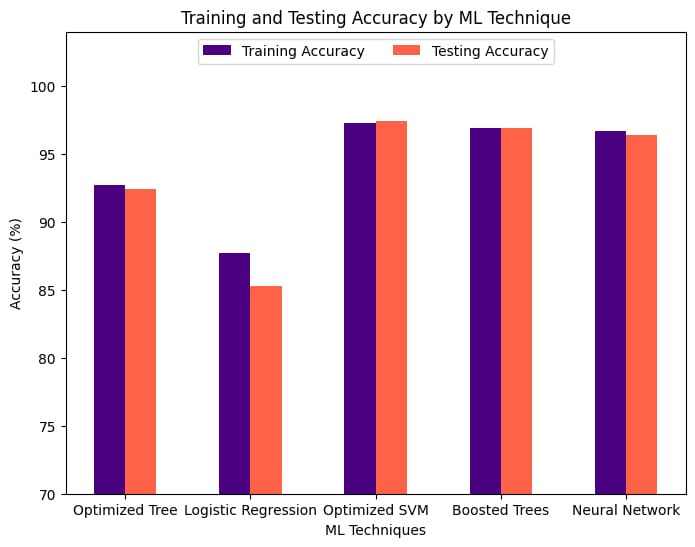 Training and Testing Accuracy by ML Technique
Training Accuracy
Testing Accuracy
Accuracy (%)
100
95
90
85
80
75
70
Optimized Tree
Logistic Regression
Optimized SVM
Boosted Trees
Neural Network
ML Techniques